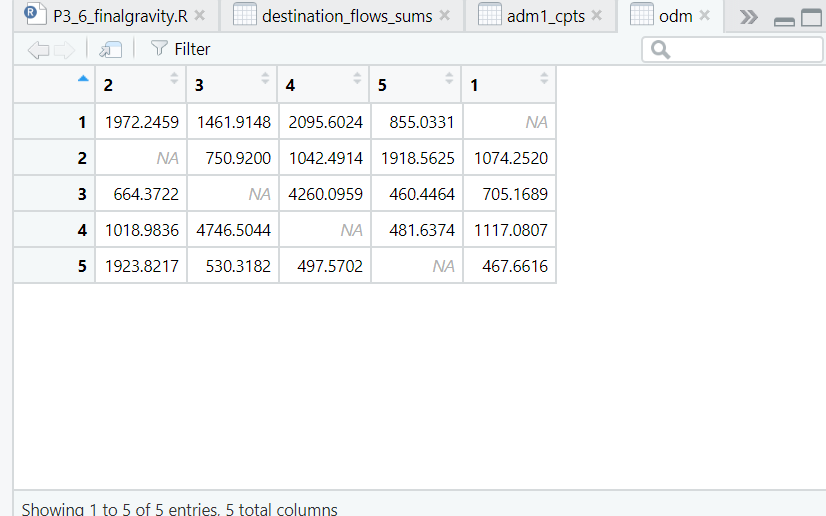 R P3_6_finalgravity.R destination_flows_sums adm1_cpts odm
Filter
2 3 4 5 1
1 1972.2459 1461.9148 2095.6024 855.0331 NA
2 NA 750.9200 1042.4914 1918.5625 1074.2520
3 664.3722 NA 4260.0959 460.4464 705.1689
4 1018.9836 4746.5044 NA 481.6374 1117.0807
5 1923.8217 530.3182 497.5702 NA 467.6616
Showing 1 to 5 of 5 entries, 5 total columns